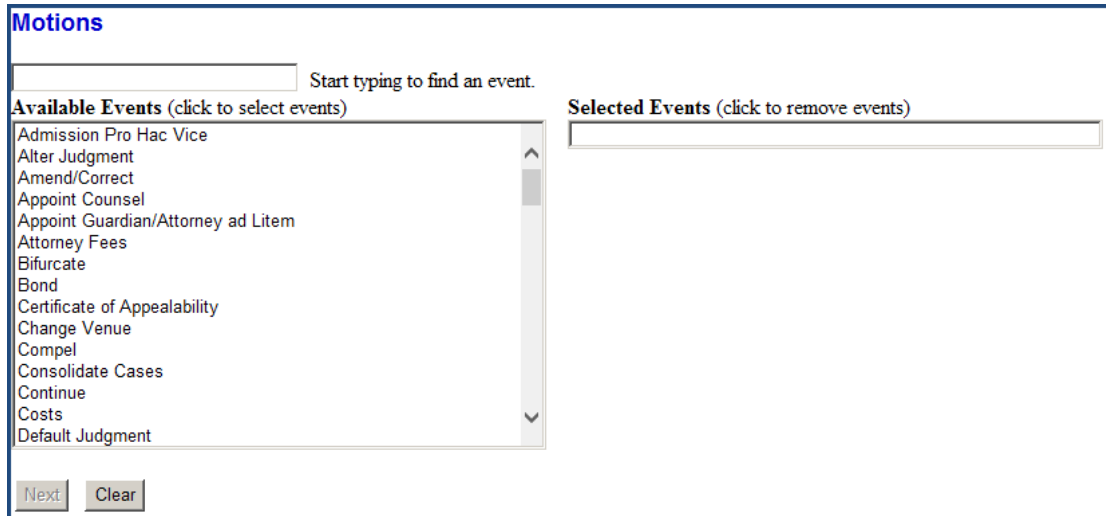 Motions
Start typing to find an event.
Available Events (click to select events)
Admission Pro Hac Vice
Alter Judgment
Amend/Correct
Appoint Counsel
Appoint Guardian/Attorney ad Litem
Attorney Fees
Bifurcate
Bond
Certificate of Appealability
Change Venue
Compel
Consolidate Cases
Continue
Costs
Default Judgment
Selected Events (click to remove events)
Next Clear